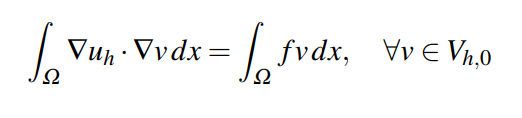 ∫_Ω ∇u_h · ∇v dx = ∫_Ω f v dx, ∀v ∈ V_{h,0}